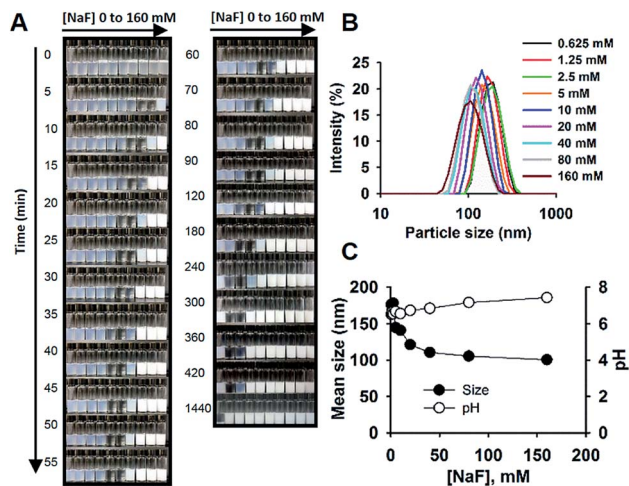 A
[NaF] 0 to 160 mM
Time (min)
0
5
10
15
20
25
30
35
40
45
50
55
[NaF] 0 to 160 mM
60
70
80
90
120
180
240
300
360
420
1440
B
Intensity (%)
25
20
15
10
5
0
10
100
1000
Particle size (nm)
0.625 mM
1.25 mM
2.5 mM
5 mM
10 mM
20 mM
40 mM
80 mM
160 mM
C
Mean size (nm)
200
150
100
50
0
8
6
4
2
0
pH
Size
pH
0
50
100
150
[NaF], mM